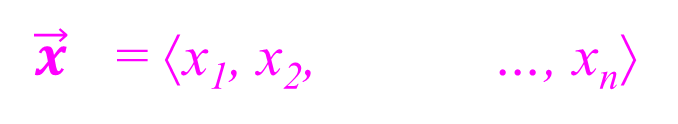 x⃗ = ⟨x₁, x₂, ..., xₙ⟩